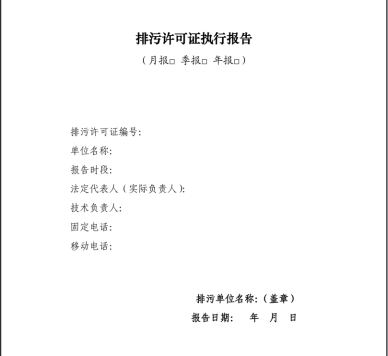 排污许可证执行报告
（月报□ 季报□ 年报□）
排污许可证编号：
单位名称：
报告时段：
法定代表人（实际负责人）：
技术负责人：
固定电话：
移动电话：
排污单位名称：（盖章）
报告日期： 年 月 日